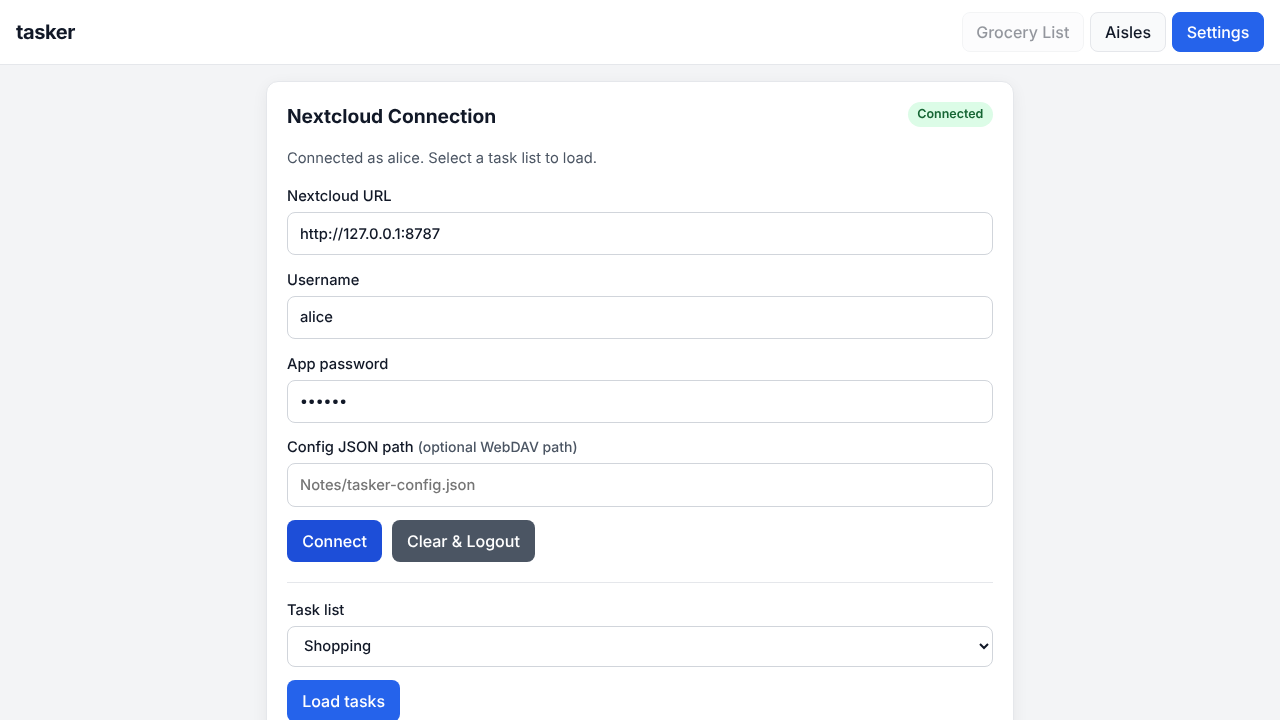 tasker
Grocery List
Aisles
Settings
Nextcloud Connection
Connected
Connected as alice. Select a task list to load.
Nextcloud URL
http://127.0.0.1:8787
Username
alice
App password
••••••
Config JSON path (optional WebDAV path)
Notes/tasker-config.json
Connect
Clear & Logout
Task list
Shopping
Load tasks